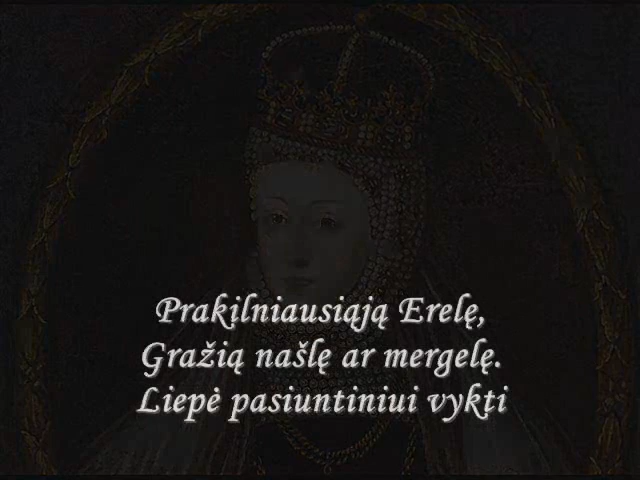 Prakilniausiąją Erelę,
Gražią našlę ar mergelę.
Liepė pasiuntiniui vykti